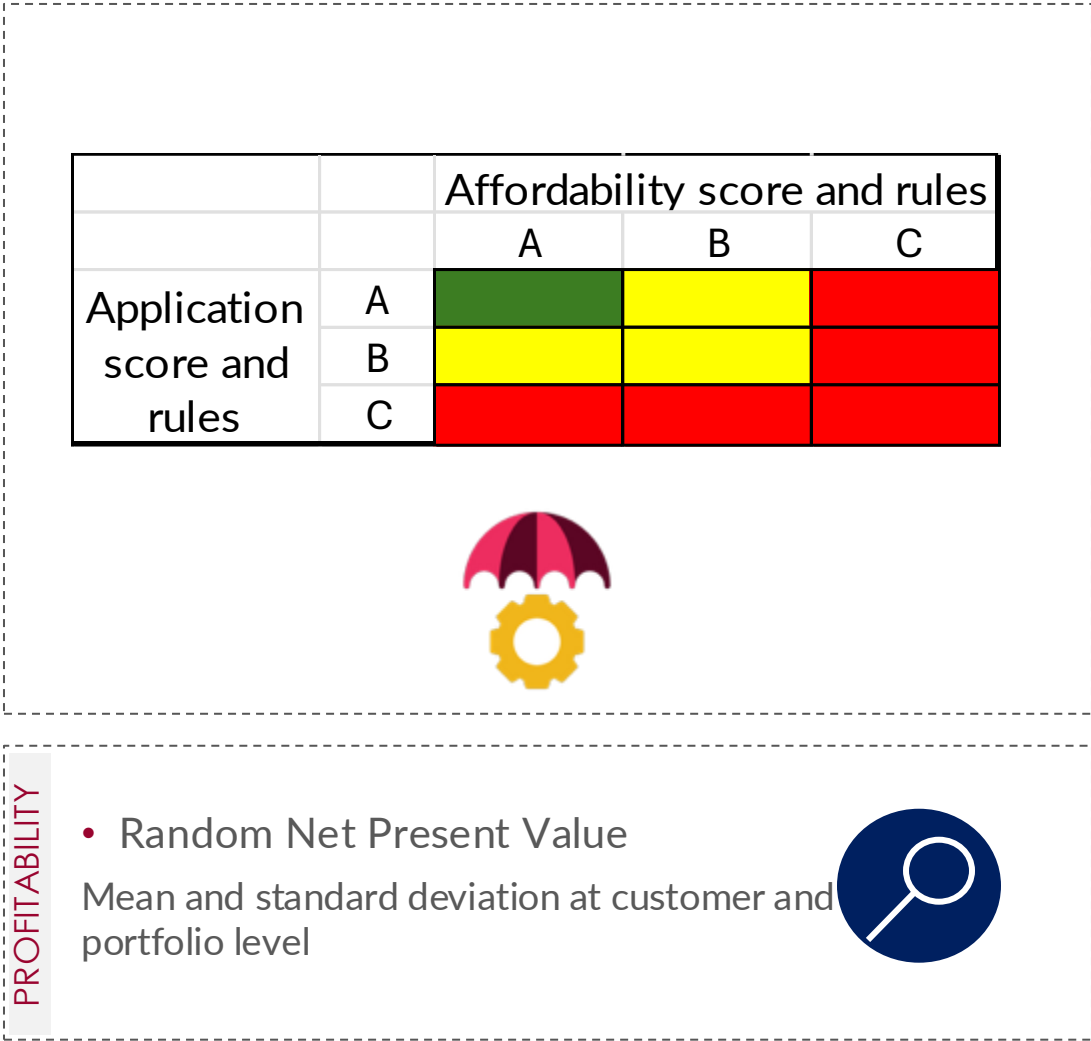 Affordability score and rules
A B C
Application
score and
rules
A
B
C
PROFITABILITY
• Random Net Present Value
Mean and standard deviation at customer and
portfolio level